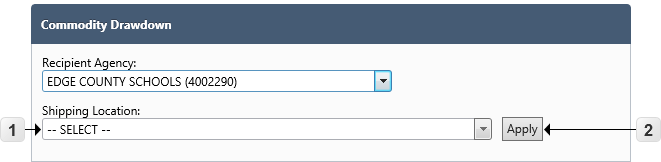 Commodity Drawdown
Recipient Agency:
EDGE COUNTY SCHOOLS (4002290)
Shipping Location:
1 -- SELECT -- Apply 2